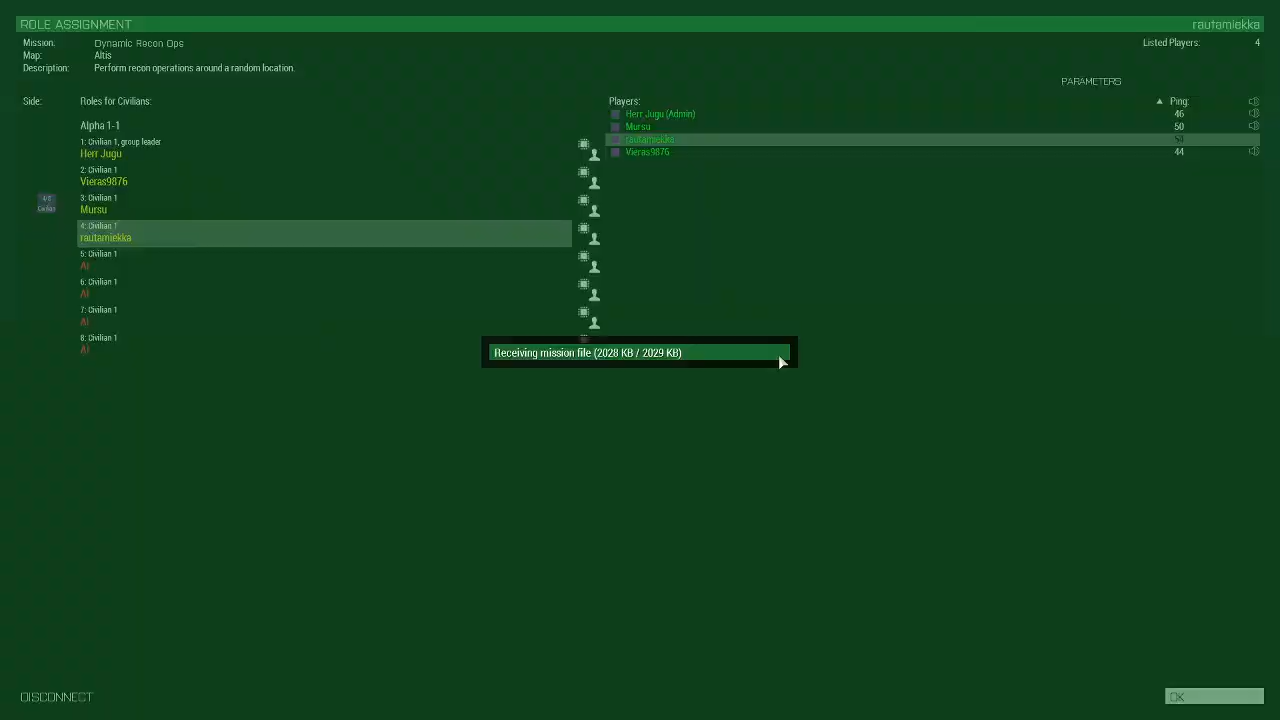 ROLE ASSIGNMENT
rautamiekka
Mission: Dynamic Recon Ops
Listed Players: 4
Map: Altis
Description: Perform recon operations around a random location.
PARAMETERS
Side:
Roles for Civilians:
Players:
Ping:
Herr Jugu (Admin) 46
Mursu 50
rautamiekka
Vieras9876 44
Alpha 1-1
1: Civilian 1, group leader
Herr Jugu
2: Civilian 1
Vieras9876
3: Civilian 1
Mursu
4/8
Civilian
4: Civilian 1
rautamiekka
5: Civilian 1
AI
6: Civilian 1
AI
7: Civilian 1
AI
8: Civilian 1
AI
Receiving mission file (2028 KB / 2029 KB)
DISCONNECT
OK